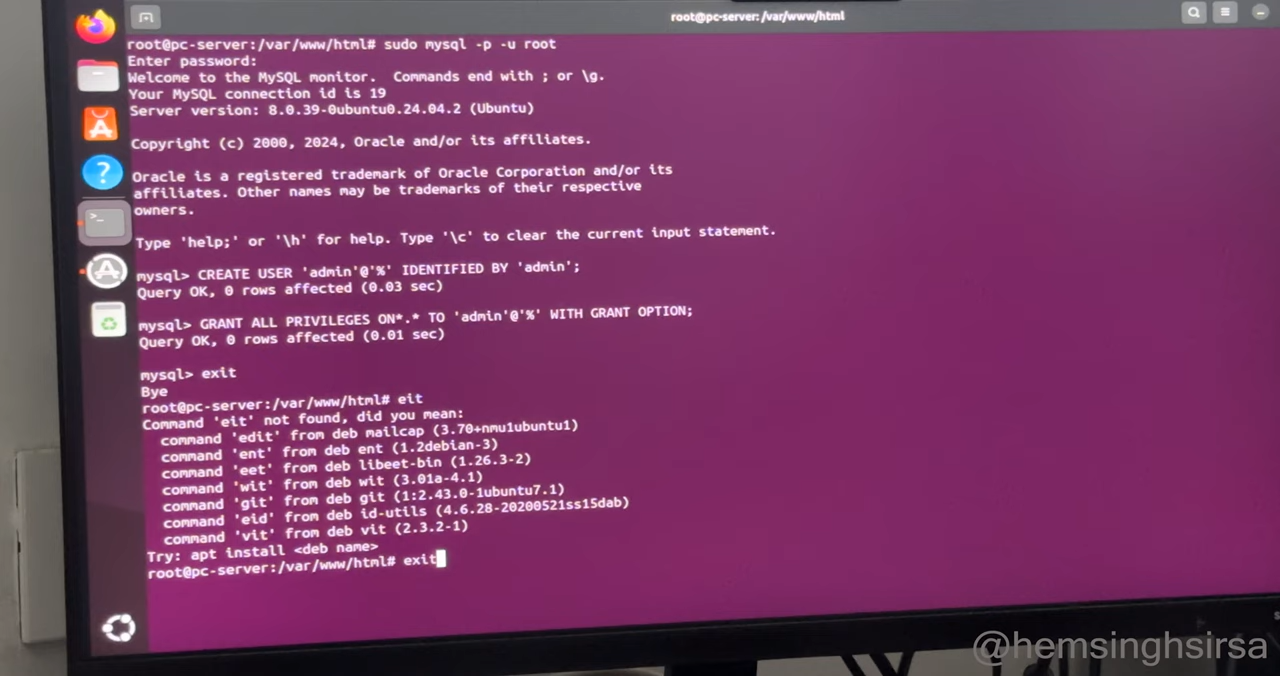 root@pc-server: /var/www/html
root@pc-server:/var/www/html# sudo mysql -p -u root
Enter password:
Welcome to the MySQL monitor.  Commands end with ; or \g.
Your MySQL connection id is 19
Server version: 8.0.39-0ubuntu0.24.04.2 (Ubuntu)
Copyright (c) 2000, 2024, Oracle and/or its affiliates.
Oracle is a registered trademark of Oracle Corporation and/or its
affiliates. Other names may be trademarks of their respective
owners.
Type 'help;' or '\h' for help. Type '\c' to clear the current input statement.
mysql> CREATE USER 'admin'@'%' IDENTIFIED BY 'admin';
Query OK, 0 rows affected (0.03 sec)
mysql> GRANT ALL PRIVILEGES ON*.* TO 'admin'@'%' WITH GRANT OPTION;
Query OK, 0 rows affected (0.01 sec)
mysql> exit
Bye
root@pc-server:/var/www/html# eit
Command 'eit' not found, did you mean:
  command 'edit' from deb mailcap (3.70+nmu1ubuntu1)
  command 'ent' from deb ent (1.2debian-3)
  command 'eet' from deb libeet-bin (1.26.3-2)
  command 'wit' from deb wit (3.01a-4.1)
  command 'git' from deb git (1:2.43.0-1ubuntu7.1)
  command 'eid' from deb id-utils (4.6.28-20200521ss15dab)
  command 'vit' from deb vit (2.3.2-1)
Try: apt install <deb name>
root@pc-server:/var/www/html# exit
@hemsinghsirsa